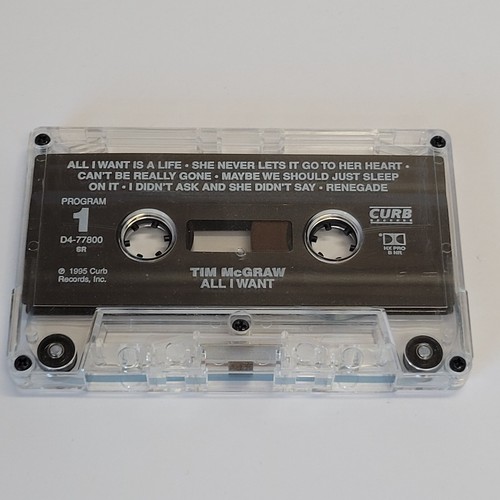 ALL I WANT IS A LIFE • SHE NEVER LETS IT GO TO HER HEART •
CAN'T BE REALLY GONE • MAYBE WE SHOULD JUST SLEEP
ON IT • I DIDN'T ASK AND SHE DIDN'T SAY • RENEGADE
PROGRAM
1
D4-77800
SR
℗ 1995 Curb
Records, Inc.
CURB
RECORDS
HX PRO
B NR
TIM McGRAW
ALL I WANT